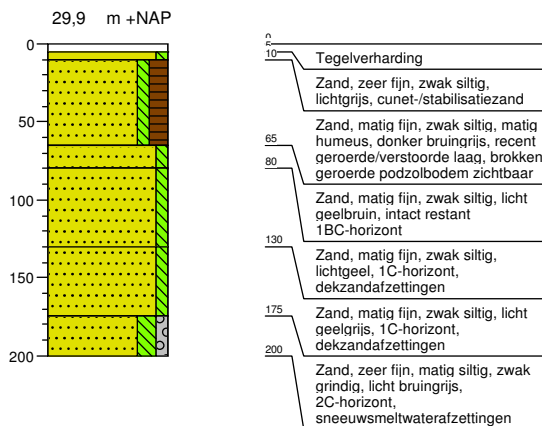 29,9 m +NAP
0
50
100
150
200
0
5
10
65
80
130
175
200
Tegelverharding
Zand, zeer fijn, zwak siltig,
lichtgrijs, cunet-/stabilisatiezand
Zand, matig fijn, zwak siltig, matig
humeus, donker bruingrijs, recent
geroerde/verstoorde laag, brokken
geroerde podzolbodem zichtbaar
Zand, matig fijn, zwak siltig, licht
geelbruin, intact restant
1BC-horizont
Zand, matig fijn, zwak siltig,
lichtgeel, 1C-horizont,
dekzandafzettingen
Zand, matig fijn, zwak siltig, licht
geelgrijs, 1C-horizont,
dekzandafzettingen
Zand, zeer fijn, matig siltig, zwak
grindig, licht bruingrijs,
2C-horizont,
sneeuwsmeltwaterafzettingen